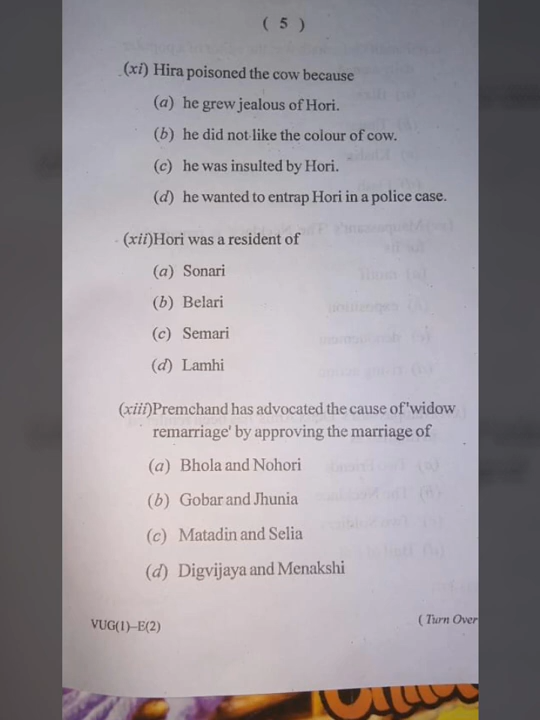 ( 5 )
(xi) Hira poisoned the cow because
(a) he grew jealous of Hori.
(b) he did not like the colour of cow.
(c) he was insulted by Hori.
(d) he wanted to entrap Hori in a police case.
(xii)Hori was a resident of
(a) Sonari
(b) Belari
(c) Semari
(d) Lamhi
(xiii)Premchand has advocated the cause of 'widow
remarriage' by approving the marriage of
(a) Bhola and Nohori
(b) Gobar and Jhunia
(c) Matadin and Selia
(d) Digvijaya and Menakshi
VUG(1)–E(2)
( Turn Over